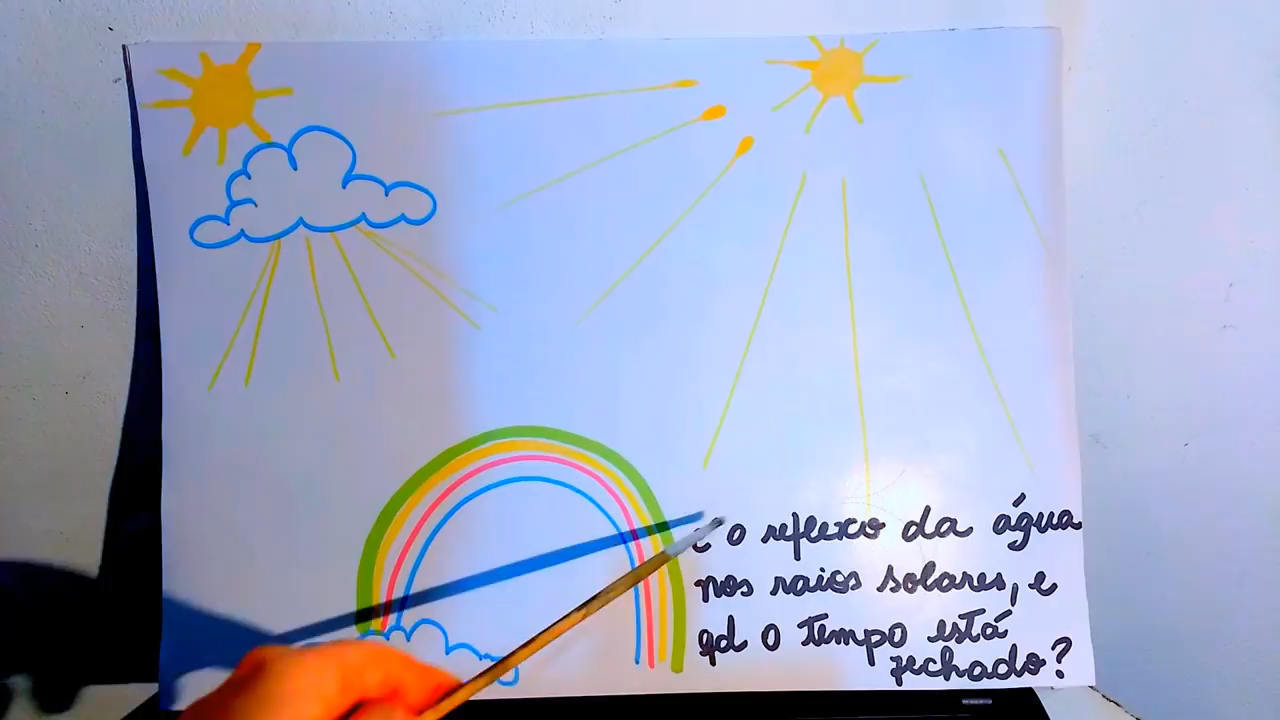 é o reflexo da água
nos raios solares, e
qd o tempo está
fechado?